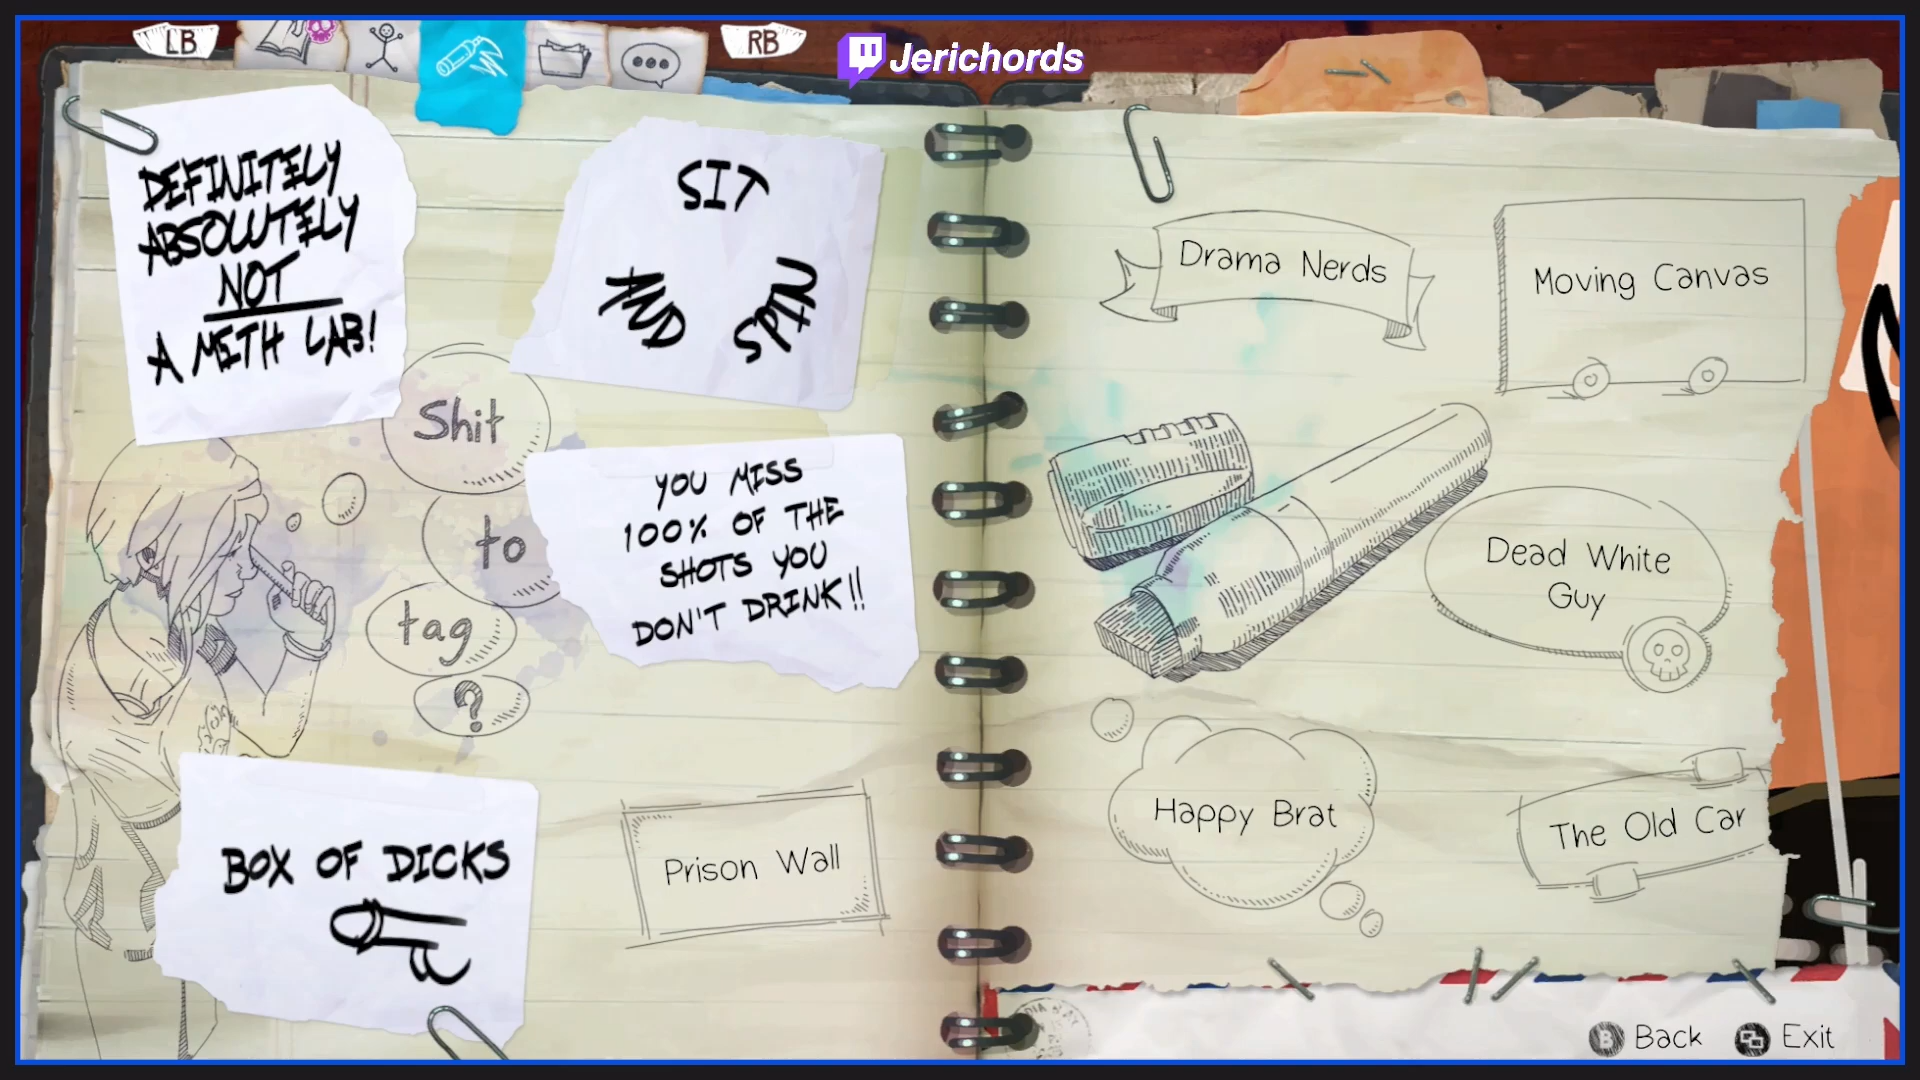 LB
RB
Jerichords
DEFINITELY
ABSOLUTELY
NOT
A METH LAB!
SIT
AND
SPIN
Shit
to
tag
?
YOU MISS
100% OF THE
SHOTS YOU
DON'T DRINK!!
BOX OF DICKS
Prison Wall
Drama Nerds
Moving Canvas
Dead White
Guy
Happy Brat
The Old Car
B Back
Exit